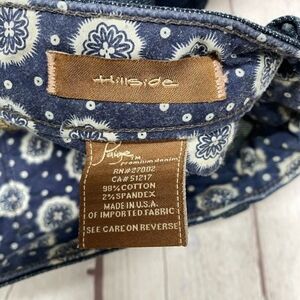 Hillside
Paige™
Premium denim
RN#27002
CA#51217
98% COTTON
2% SPANDEX
MADE IN U.S.A.
OF IMPORTED FABRIC
SEE CARE ON REVERSE